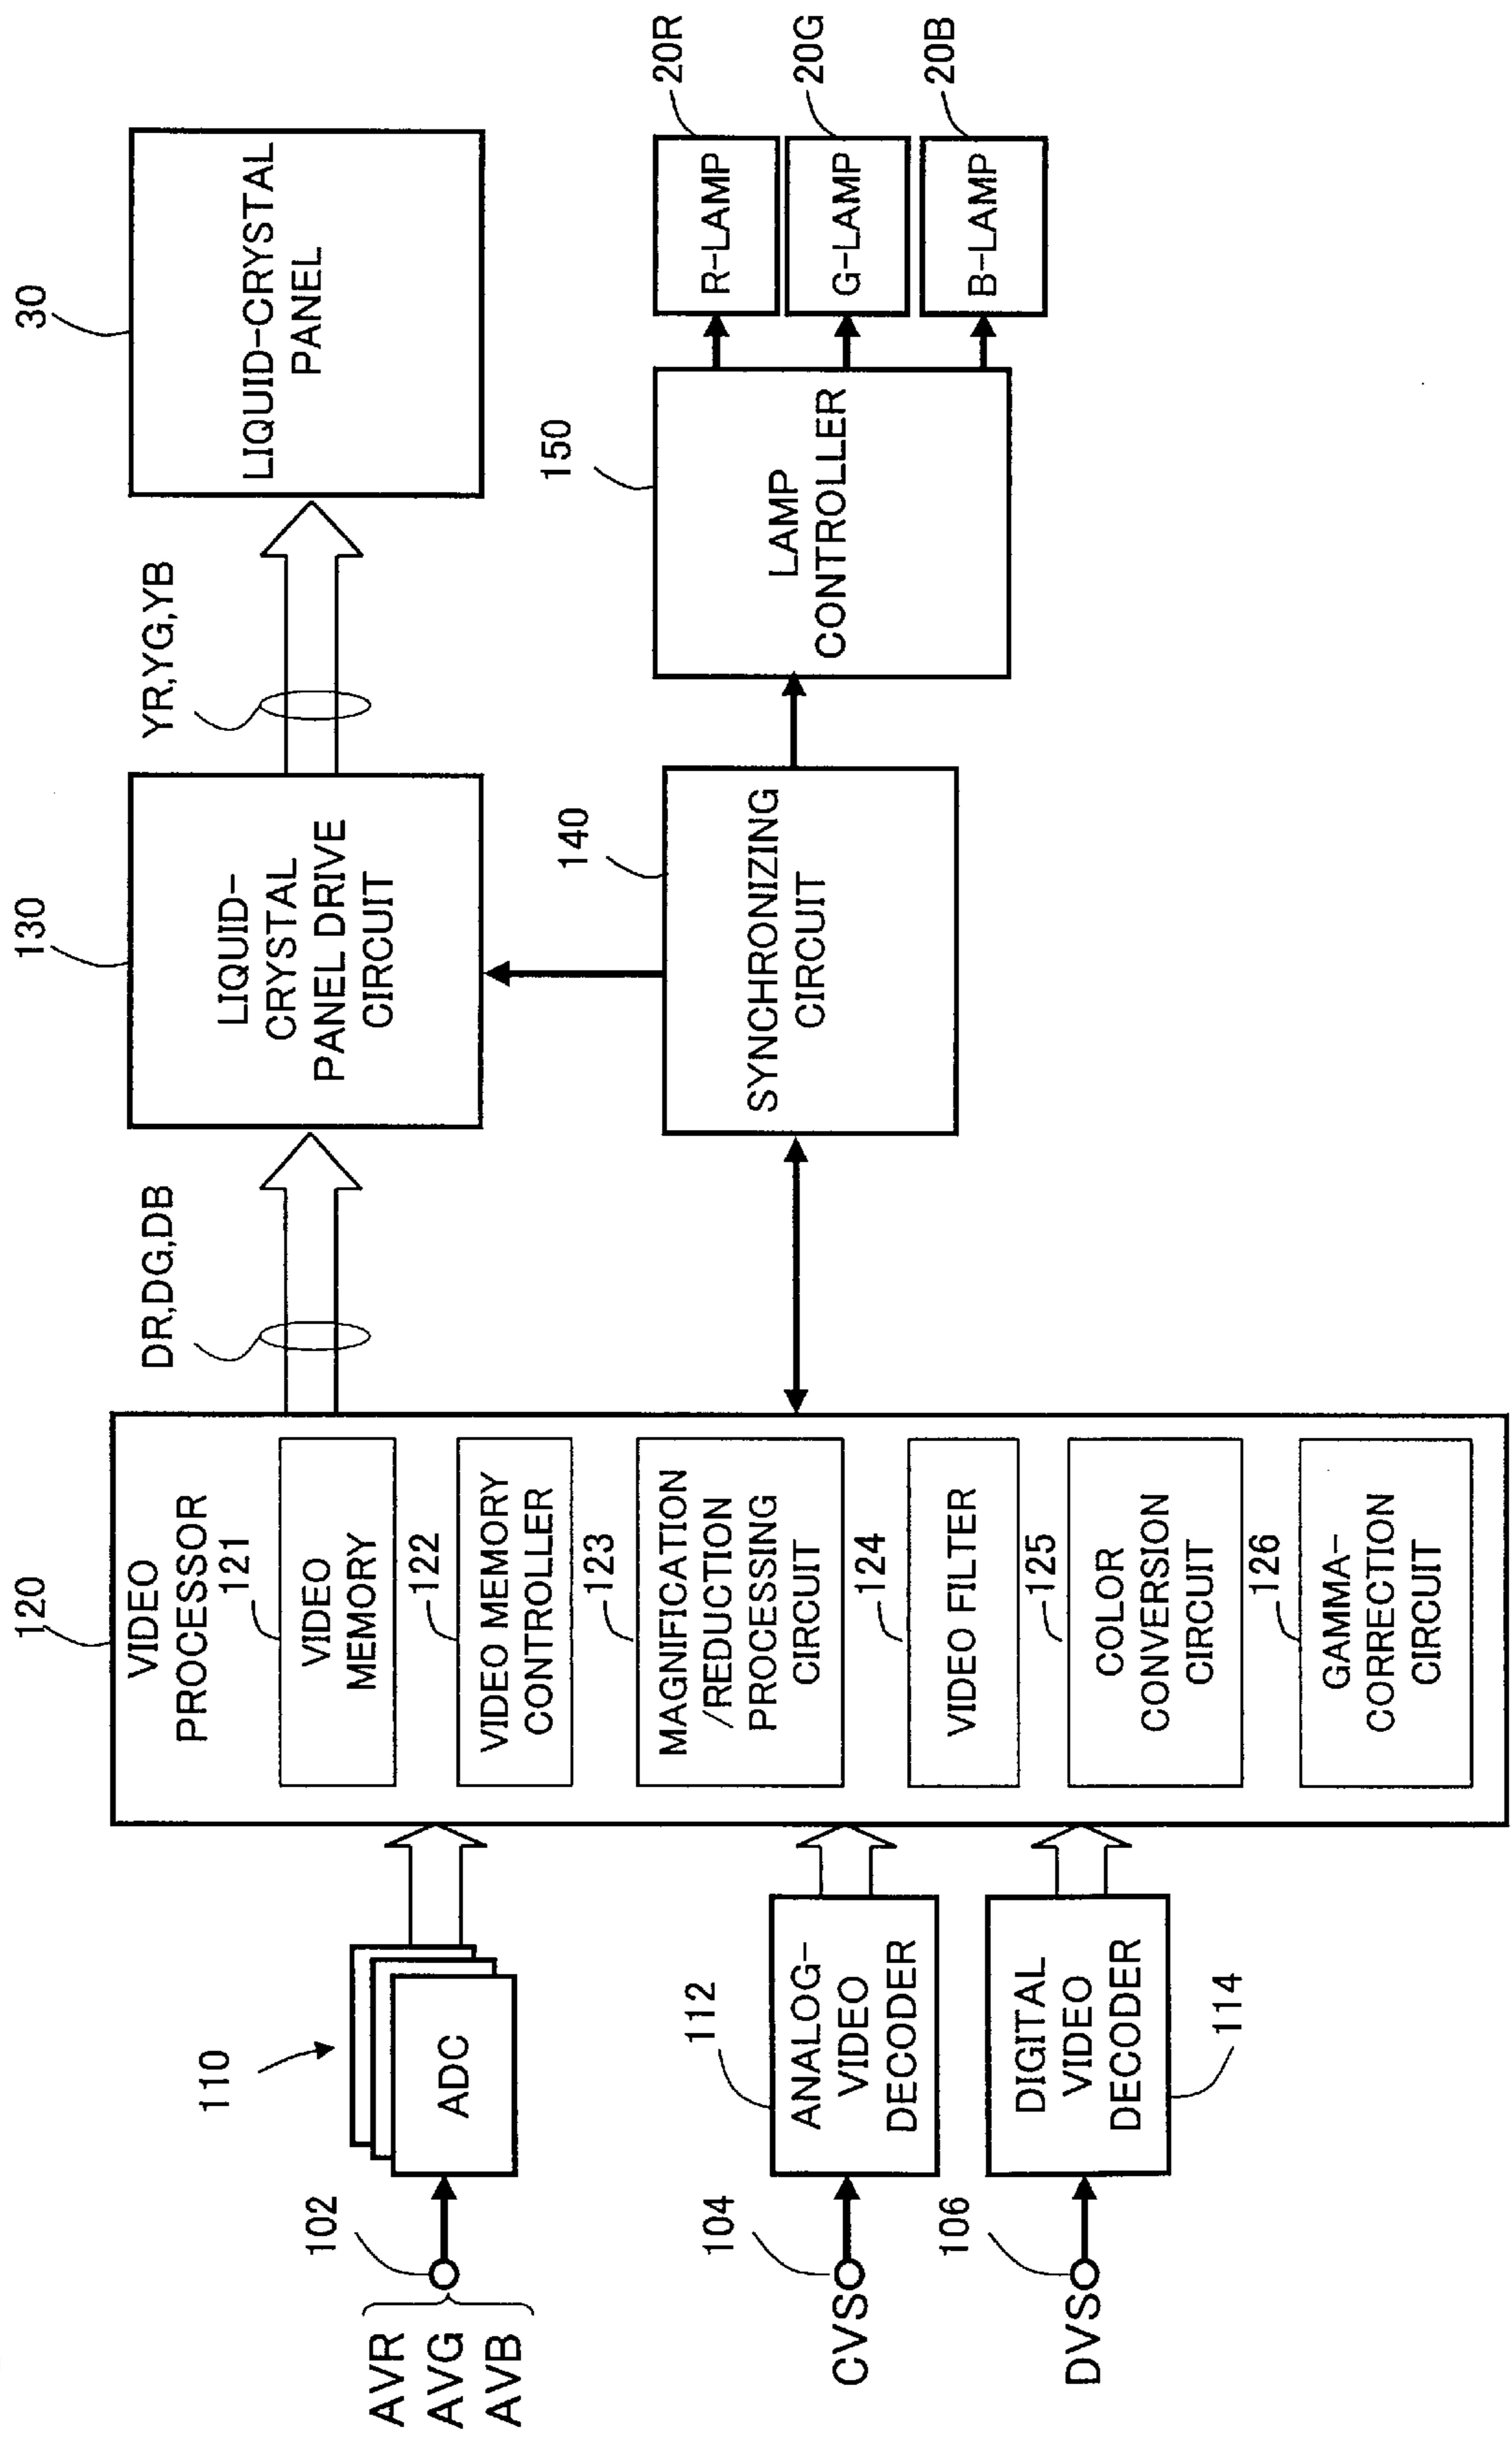 AVR
AVG
AVB
102
110
ADC
CVS
104
112
ANALOG-
VIDEO
DECODER
DVS
106
DIGITAL
VIDEO
DECODER
114
120
VIDEO
PROCESSOR
121
VIDEO
MEMORY
122
VIDEO MEMORY
CONTROLLER
123
MAGNIFICATION
/REDUCTION
PROCESSING
CIRCUIT
124
VIDEO FILTER
125
COLOR
CONVERSION
CIRCUIT
126
GAMMA-
CORRECTION
CIRCUIT
DR,DG,DB
130
LIQUID-
CRYSTAL
PANEL DRIVE
CIRCUIT
140
SYNCHRONIZING
CIRCUIT
YR,YG,YB
30
LIQUID-CRYSTAL
PANEL
150
LAMP
CONTROLLER
R-LAMP
20R
G-LAMP
20G
B-LAMP
20B